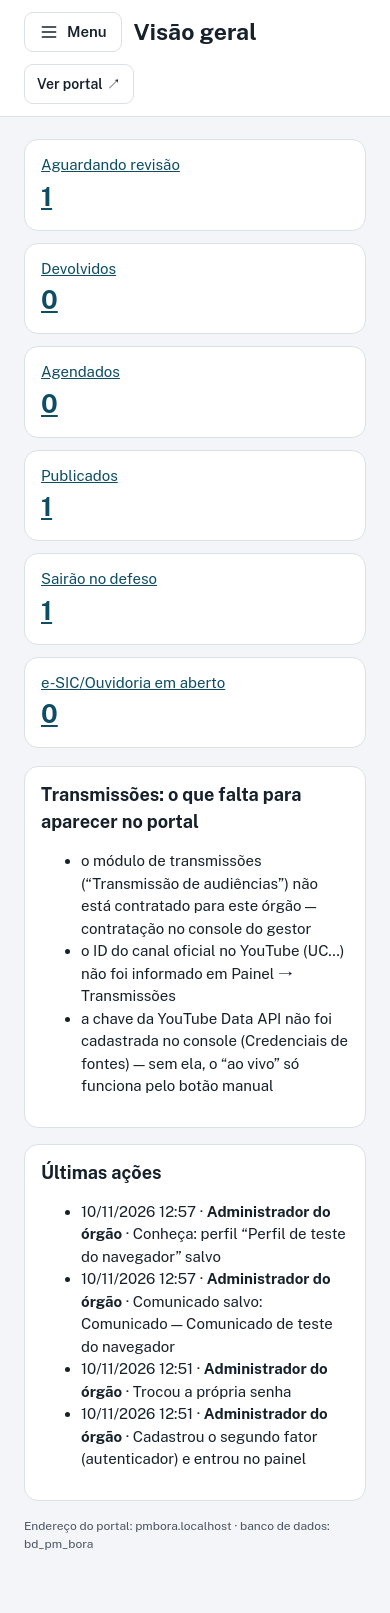 Menu
Visão geral
Ver portal ↗
Aguardando revisão
1
Devolvidos
0
Agendados
0
Publicados
1
Sairão no defeso
1
e-SIC/Ouvidoria em aberto
0
Transmissões: o que falta para
aparecer no portal
• o módulo de transmissões
(“Transmissão de audiências”) não
está contratado para este órgão —
contratação no console do gestor
• o ID do canal oficial no YouTube (UC…)
não foi informado em Painel →
Transmissões
• a chave da YouTube Data API não foi
cadastrada no console (Credenciais de
fontes) — sem ela, o “ao vivo” só
funciona pelo botão manual
Últimas ações
• 10/11/2026 12:57 · Administrador do
órgão · Conheça: perfil “Perfil de teste
do navegador” salvo
• 10/11/2026 12:57 · Administrador do
órgão · Comunicado salvo:
Comunicado — Comunicado de teste
do navegador
• 10/11/2026 12:51 · Administrador do
órgão · Trocou a própria senha
• 10/11/2026 12:51 · Administrador do
órgão · Cadastrou o segundo fator
(autenticador) e entrou no painel
Endereço do portal: pmbora.localhost · banco de dados:
bd_pm_bora